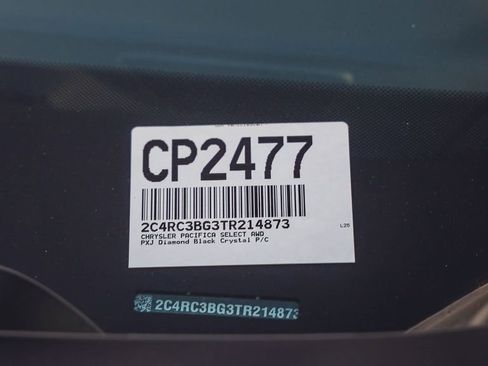 CP2477
2C4RC3BG3TR214873
L25
CHRYSLER PACIFICA SELECT AWD
PXJ Diamond Black Crystal P/C
2C4RC3BG3TR214873